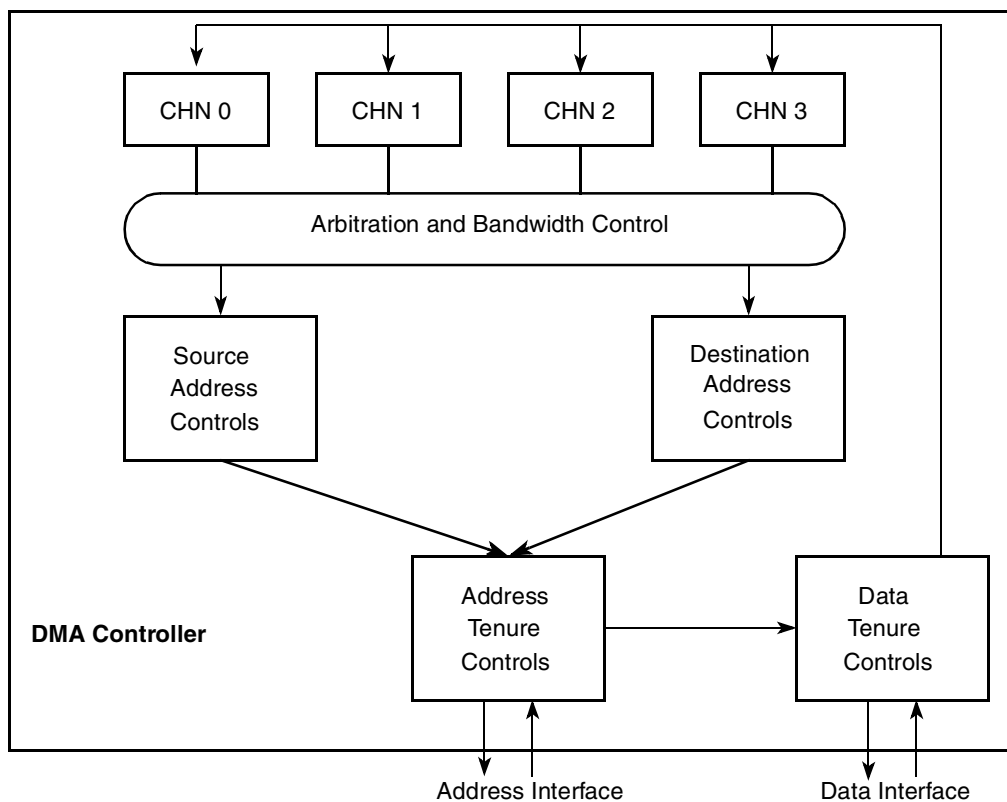 CHN 0
CHN 1
CHN 2
CHN 3
Arbitration and Bandwidth Control
Source
Address
Controls
Destination
Address
Controls
Address
Tenure
Controls
Data
Tenure
Controls
DMA Controller
Address Interface
Data Interface